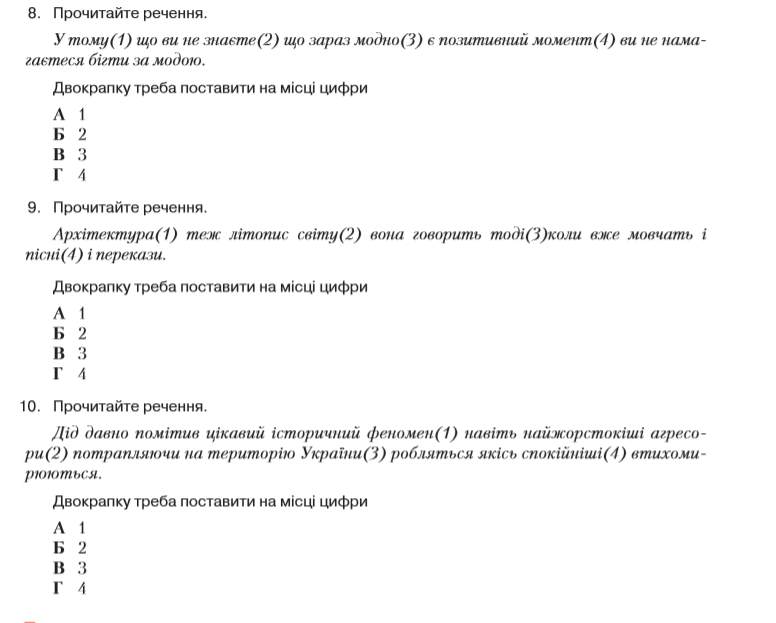 8. Прочитайте речення.
У тому(1) що ви не знаєте(2) що зараз модно(3) є позитивний момент(4) ви не нама-
гаєтеся бігти за модою.
Двокрапку треба поставити на місці цифри
А 1
Б 2
В 3
Г 4
9. Прочитайте речення.
Архітектура(1) теж літопис світу(2) вона говорить тоді(3)коли вже мовчать і
пісні(4) і перекази.
Двокрапку треба поставити на місці цифри
А 1
Б 2
В 3
Г 4
10. Прочитайте речення.
Дід давно помітив цікавий історичний феномен(1) навіть найжорстокіші агресо-
ри(2) потрапляючи на територію України(3) робляться якісь спокійніші(4) втихоми-
рюються.
Двокрапку треба поставити на місці цифри
А 1
Б 2
В 3
Г 4